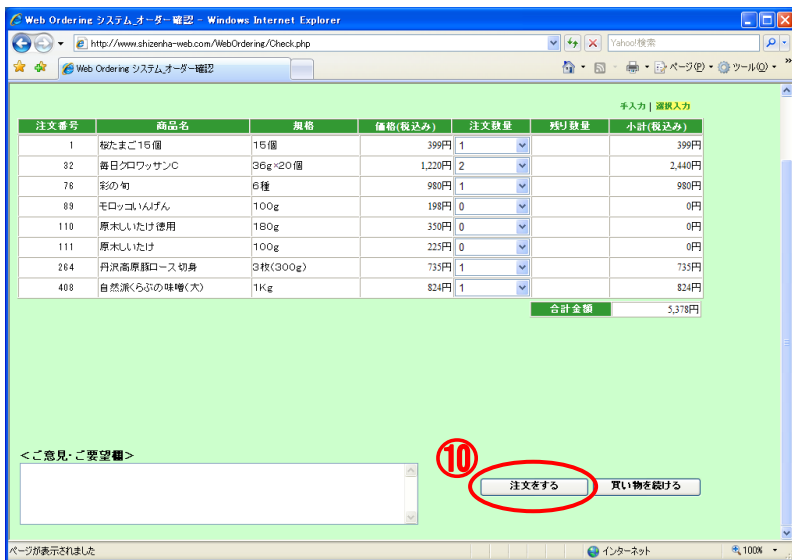 Web Ordering システム_オーダー確認 - Windows Internet Explorer
http://www.shizenha-web.com/WebOrdering/Check.php
Yahoo!検索
Web Ordering システム_オーダー確認
ページ(P)
ツール(O)
手入力 | 選択入力
注文番号 商品名 規格 価格(税込み) 注文数量 残り数量 小計(税込み)
1 桜たまご15個 15個 399円 1 399円
32 毎日クロワッサンC 36g×20個 1,220円 2 2,440円
76 彩の旬 6種 980円 1 980円
89 モロッコいんげん 100g 198円 0 0円
110 原木しいたけ徳用 180g 350円 0 0円
111 原木しいたけ 100g 225円 0 0円
264 丹沢高原豚ロース切身 3枚(300g) 735円 1 735円
408 自然派くらぶの味噌(大) 1Kg 824円 1 824円
合計金額 5,378円
<ご意見・ご要望欄>
⑩
注文をする
買い物を続ける
ページが表示されました
インターネット
100%